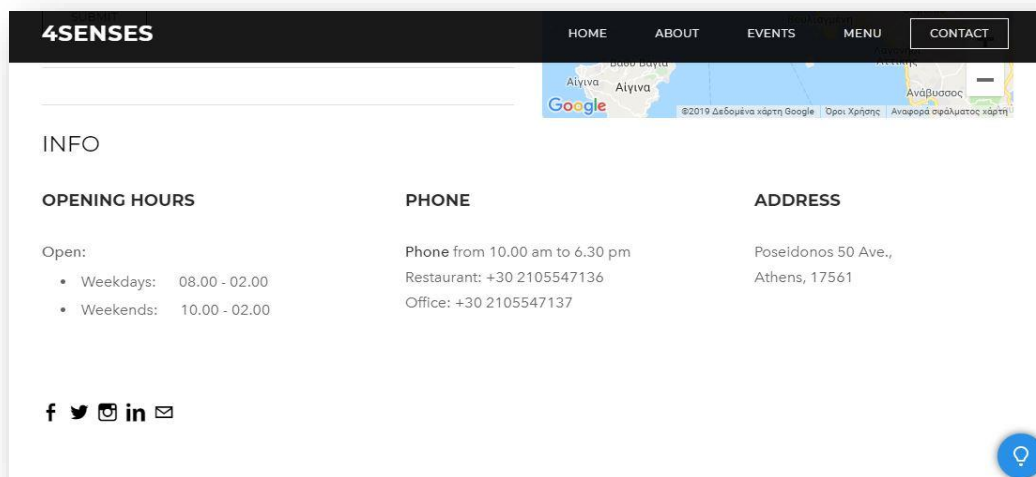 SUBMIT
4SENSES
HOME ABOUT EVENTS MENU CONTACT
Αίγινα
Αίγινα
Ανάβυσσος
Google
©2019 Δεδομένα χάρτη Google Όροι Χρήσης Αναφορά σφάλματος χάρτη
INFO
OPENING HOURS
Open:
• Weekdays: 08.00 - 02.00
• Weekends: 10.00 - 02.00
PHONE
Phone from 10.00 am to 6.30 pm
Restaurant: +30 2105547136
Office: +30 2105547137
ADDRESS
Poseidonos 50 Ave.,
Athens, 17561